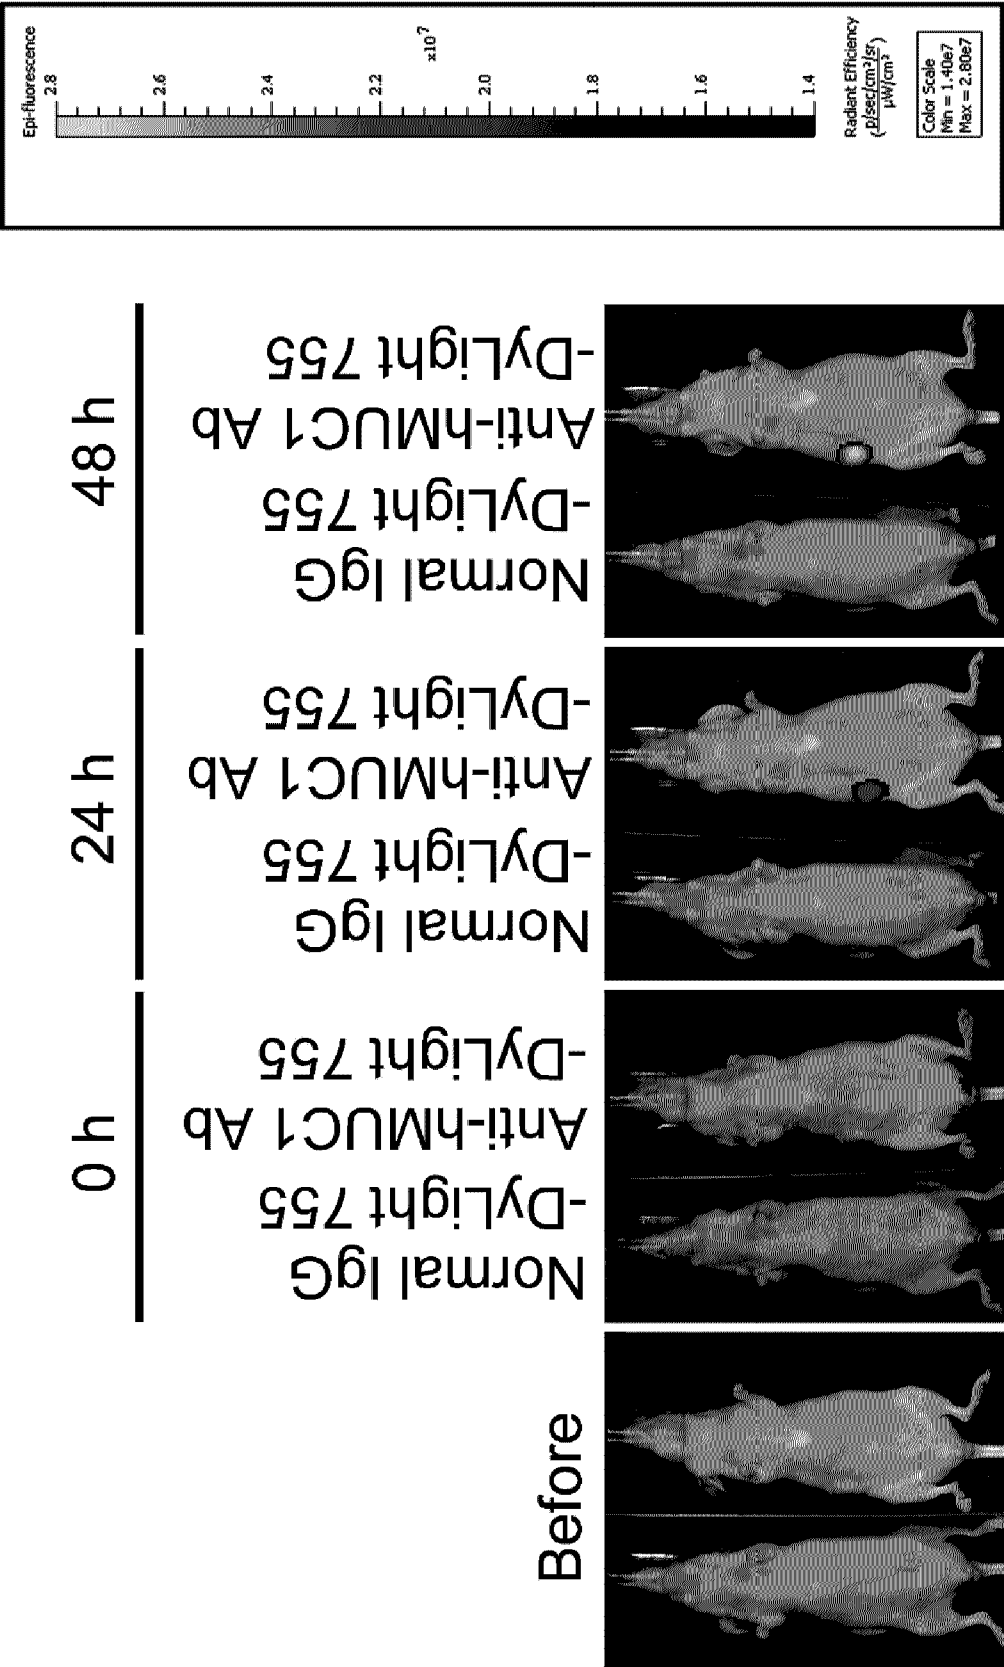 Before
0 h
Normal IgG
-DyLight 755
Anti-hMUC1 Ab
-DyLight 755
24 h
Normal IgG
-DyLight 755
Anti-hMUC1 Ab
-DyLight 755
48 h
Normal IgG
-DyLight 755
Anti-hMUC1 Ab
-DyLight 755
Epi-fluorescence
2.8
2.6
2.4
2.2
x10⁷
2.0
1.8
1.6
1.4
Radiant Efficiency
(p/sec/cm²/sr
μW/cm²)
Color Scale
Min = 1.40e7
Max = 2.80e7